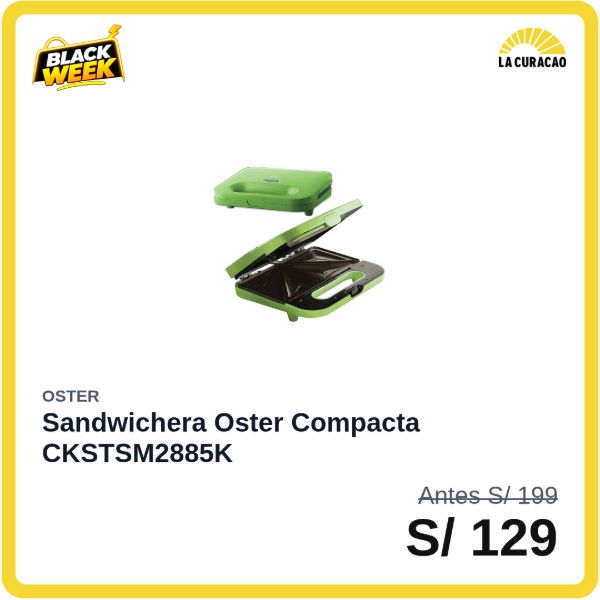 BLACK
WEEK
LA CURACAO
OSTER
Sandwichera Oster Compacta
CKSTSM2885K
Antes S/ 199
S/ 129